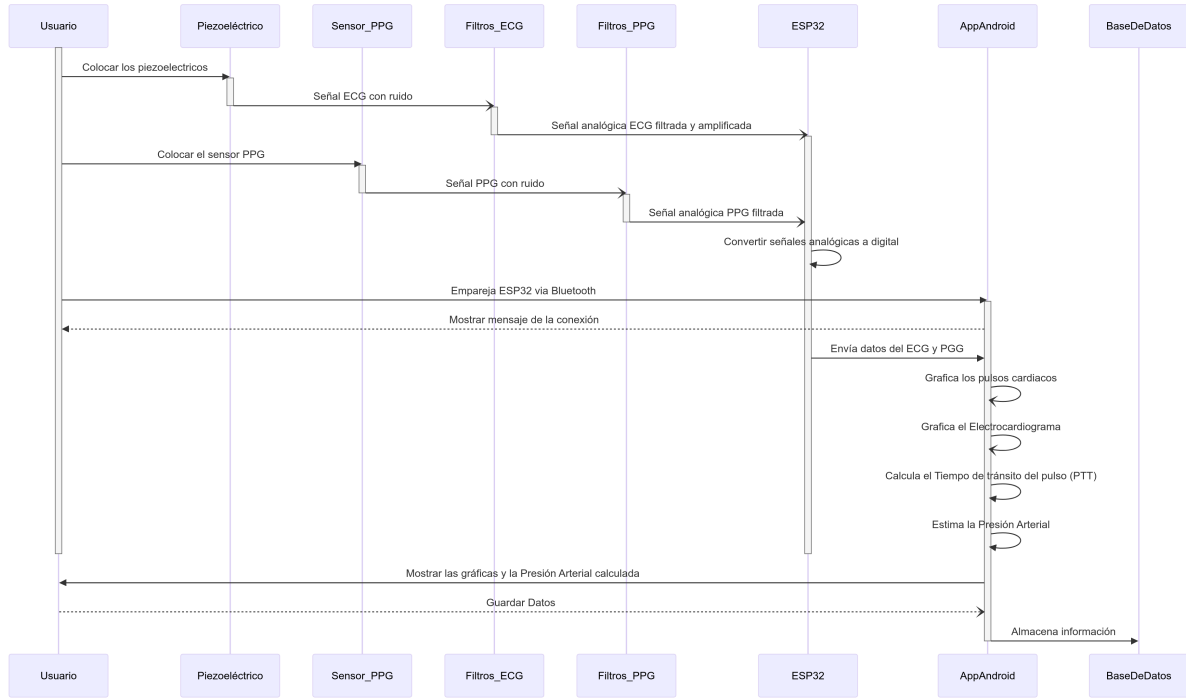 Usuario
Piezoeléctrico
Sensor_PPG
Filtros_ECG
Filtros_PPG
ESP32
AppAndroid
BaseDeDatos
Colocar los piezoelectricos
Señal ECG con ruido
Señal analógica ECG filtrada y amplificada
Colocar el sensor PPG
Señal PPG con ruido
Señal analógica PPG filtrada
Convertir señales analógicas a digital
Empareja ESP32 via Bluetooth
Mostrar mensaje de la conexión
Envía datos del ECG y PGG
Grafica los pulsos cardiacos
Grafica el Electrocardiograma
Calcula el Tiempo de tránsito del pulso (PTT)
Estima la Presión Arterial
Mostrar las gráficas y la Presión Arterial calculada
Guardar Datos
Almacena información
Usuario
Piezoeléctrico
Sensor_PPG
Filtros_ECG
Filtros_PPG
ESP32
AppAndroid
BaseDeDatos